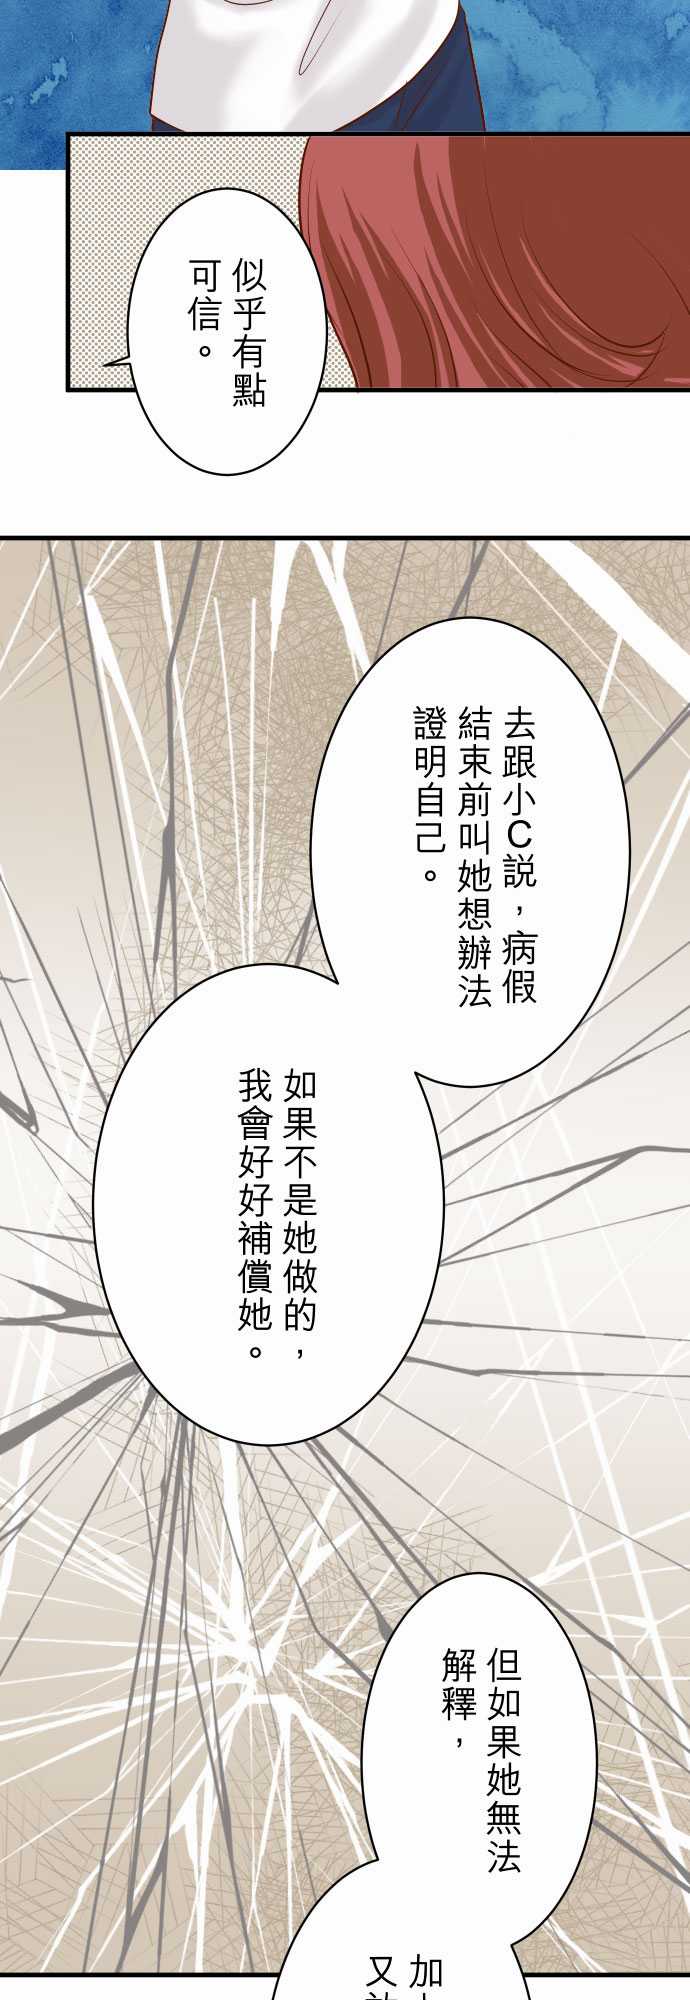 似乎有點
可信。
去跟小C説，病假
結束前叫她想辦法
證明自己。
如果不是她做的，
我會好好補償她。
但如果她無法
解釋，
加
又